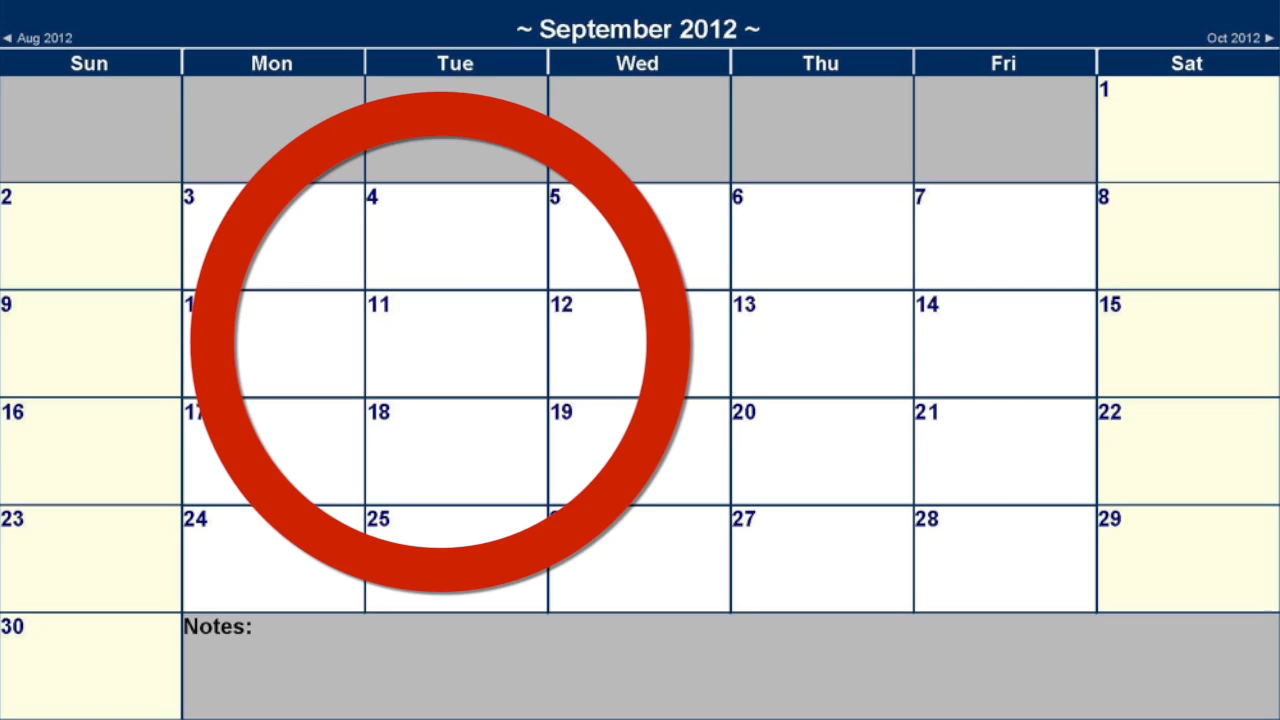 ~ September 2012 ~
◄ Aug 2012 Oct 2012 ►
Sun Mon Tue Wed Thu Fri Sat
1
2 3 4 5 6 7 8
9 11 12 13 14 15
16 17 18 19 20 21 22
23 24 25 27 28 29
30 Notes: